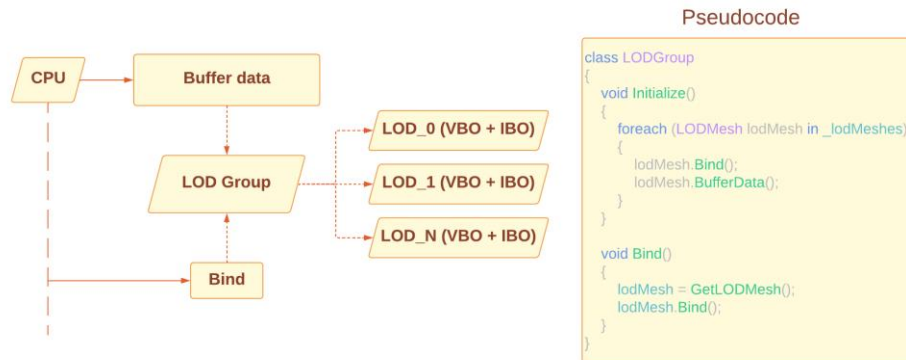 Pseudocode
CPU
Buffer data
LOD Group
Bind
LOD_0 (VBO + IBO)
LOD_1 (VBO + IBO)
LOD_N (VBO + IBO)
class LODGroup
{
void Initialize()
{
foreach (LODMesh lodMesh in _lodMeshes)
{
lodMesh.Bind();
lodMesh.BufferData();
}
}
void Bind()
{
lodMesh = GetLODMesh();
lodMesh.Bind();
}
}